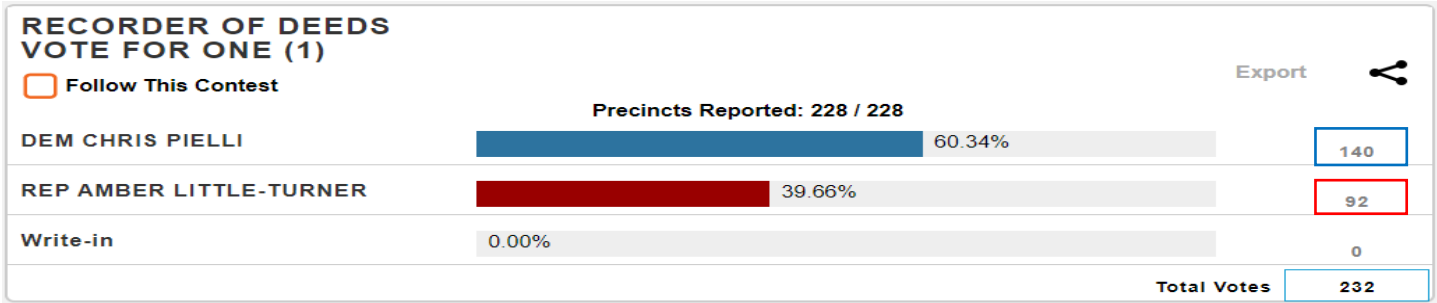 RECORDER OF DEEDS
VOTE FOR ONE (1)
Follow This Contest
Export
Precincts Reported: 228 / 228
DEM CHRIS PIELLI 60.34% 140
REP AMBER LITTLE-TURNER 39.66% 92
Write-in 0.00% 0
Total Votes 232